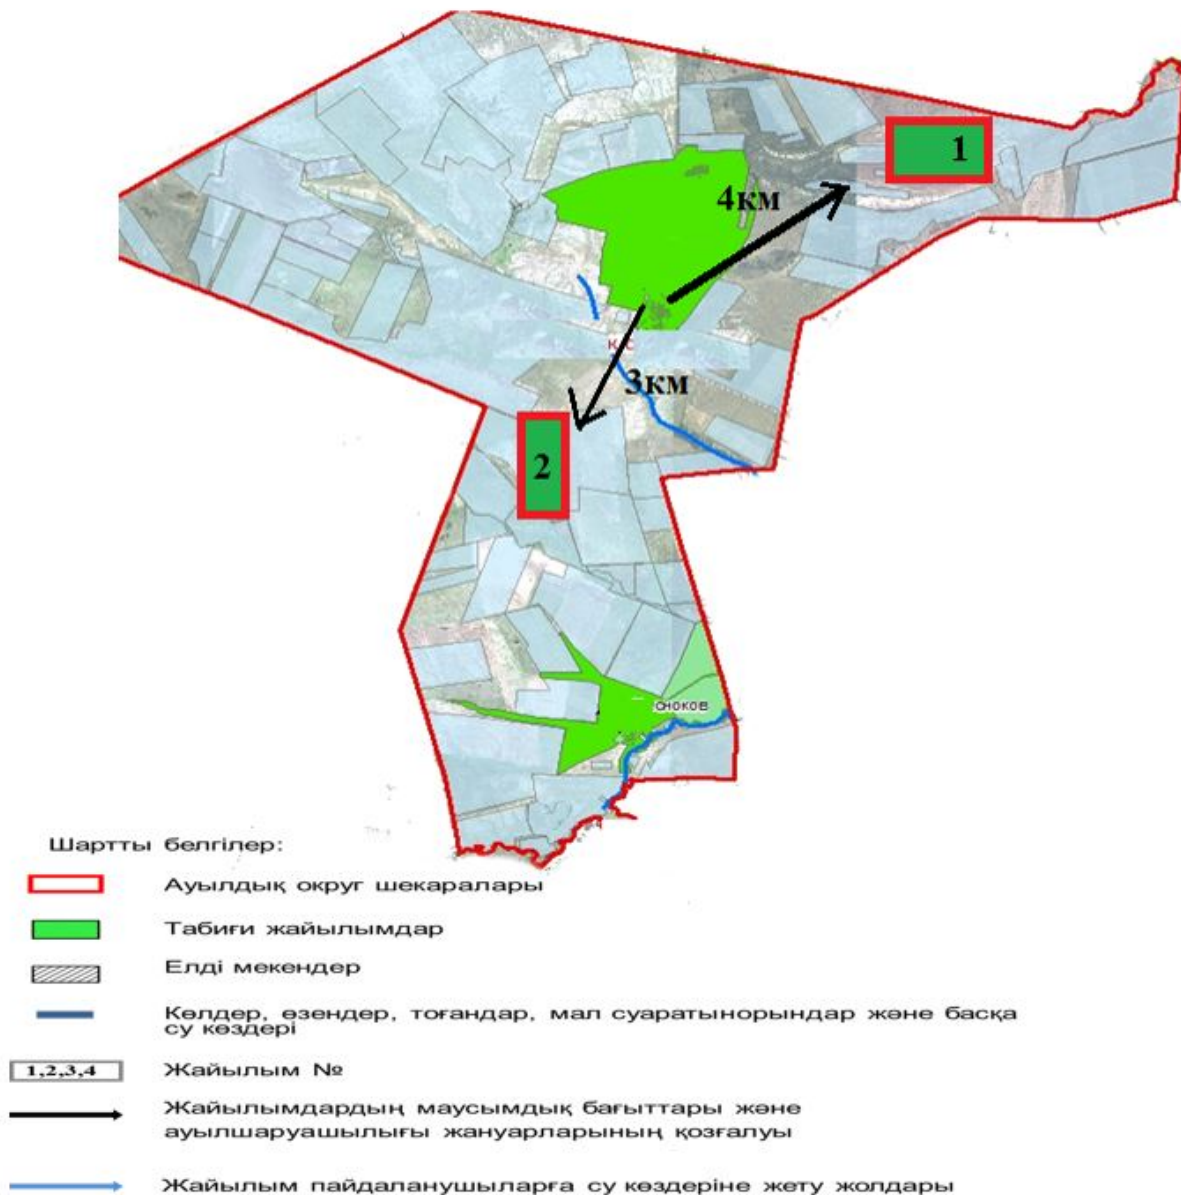 1
4км
3км
2
Шартты белгілер:
Ауылдық округ шекаралары
Табиғи жайылымдар
Елді мекендер
Көлдер, өзендер, тоғандар, мал суаратынорындар және басқа
су көздері
1,2,3,4
Жайылым №
Жайылымдардың маусымдық бағыттары және
ауылшаруашылығы жануарларының қозғалуы
Жайылым пайдаланушыларға су көздеріне жету жолдары